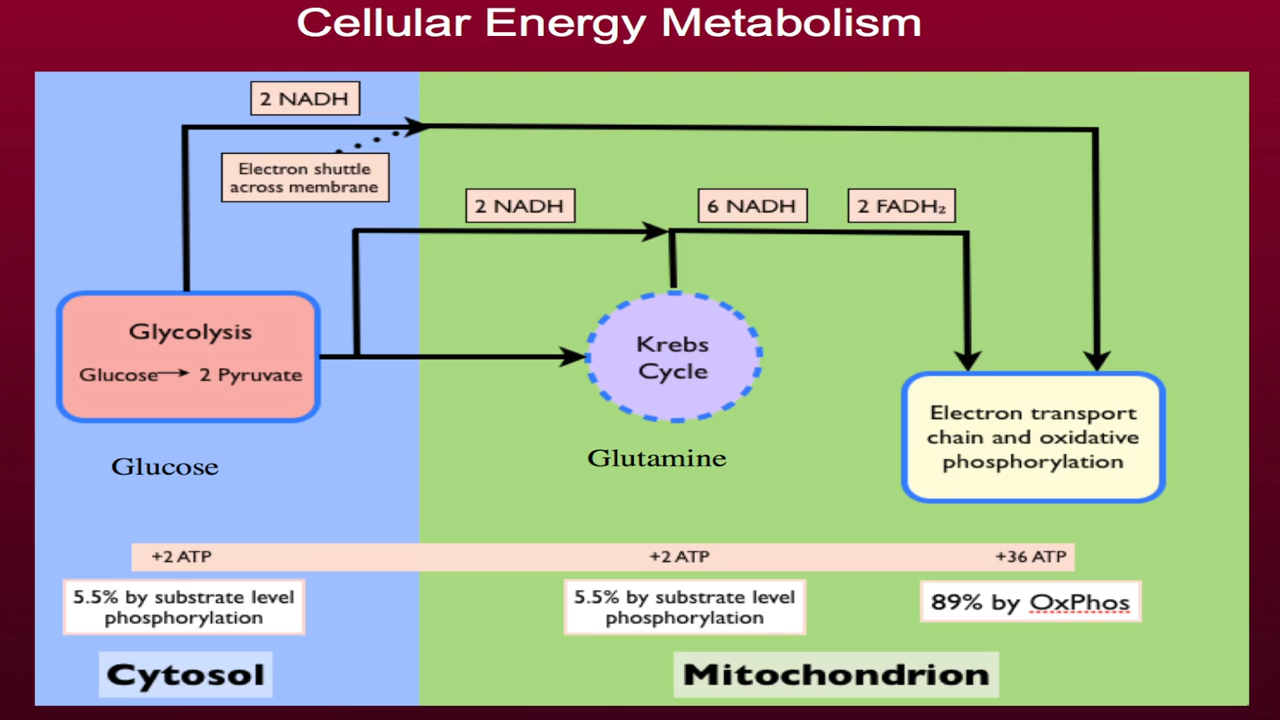 Cellular Energy Metabolism
2 NADH
Electron shuttle
across membrane
2 NADH
6 NADH
2 FADH₂
Glycolysis
Glucose → 2 Pyruvate
Krebs
Cycle
Electron transport
chain and oxidative
phosphorylation
Glucose
Glutamine
+2 ATP
+2 ATP
+36 ATP
5.5% by substrate level
phosphorylation
5.5% by substrate level
phosphorylation
89% by OxPhos
Cytosol
Mitochondrion